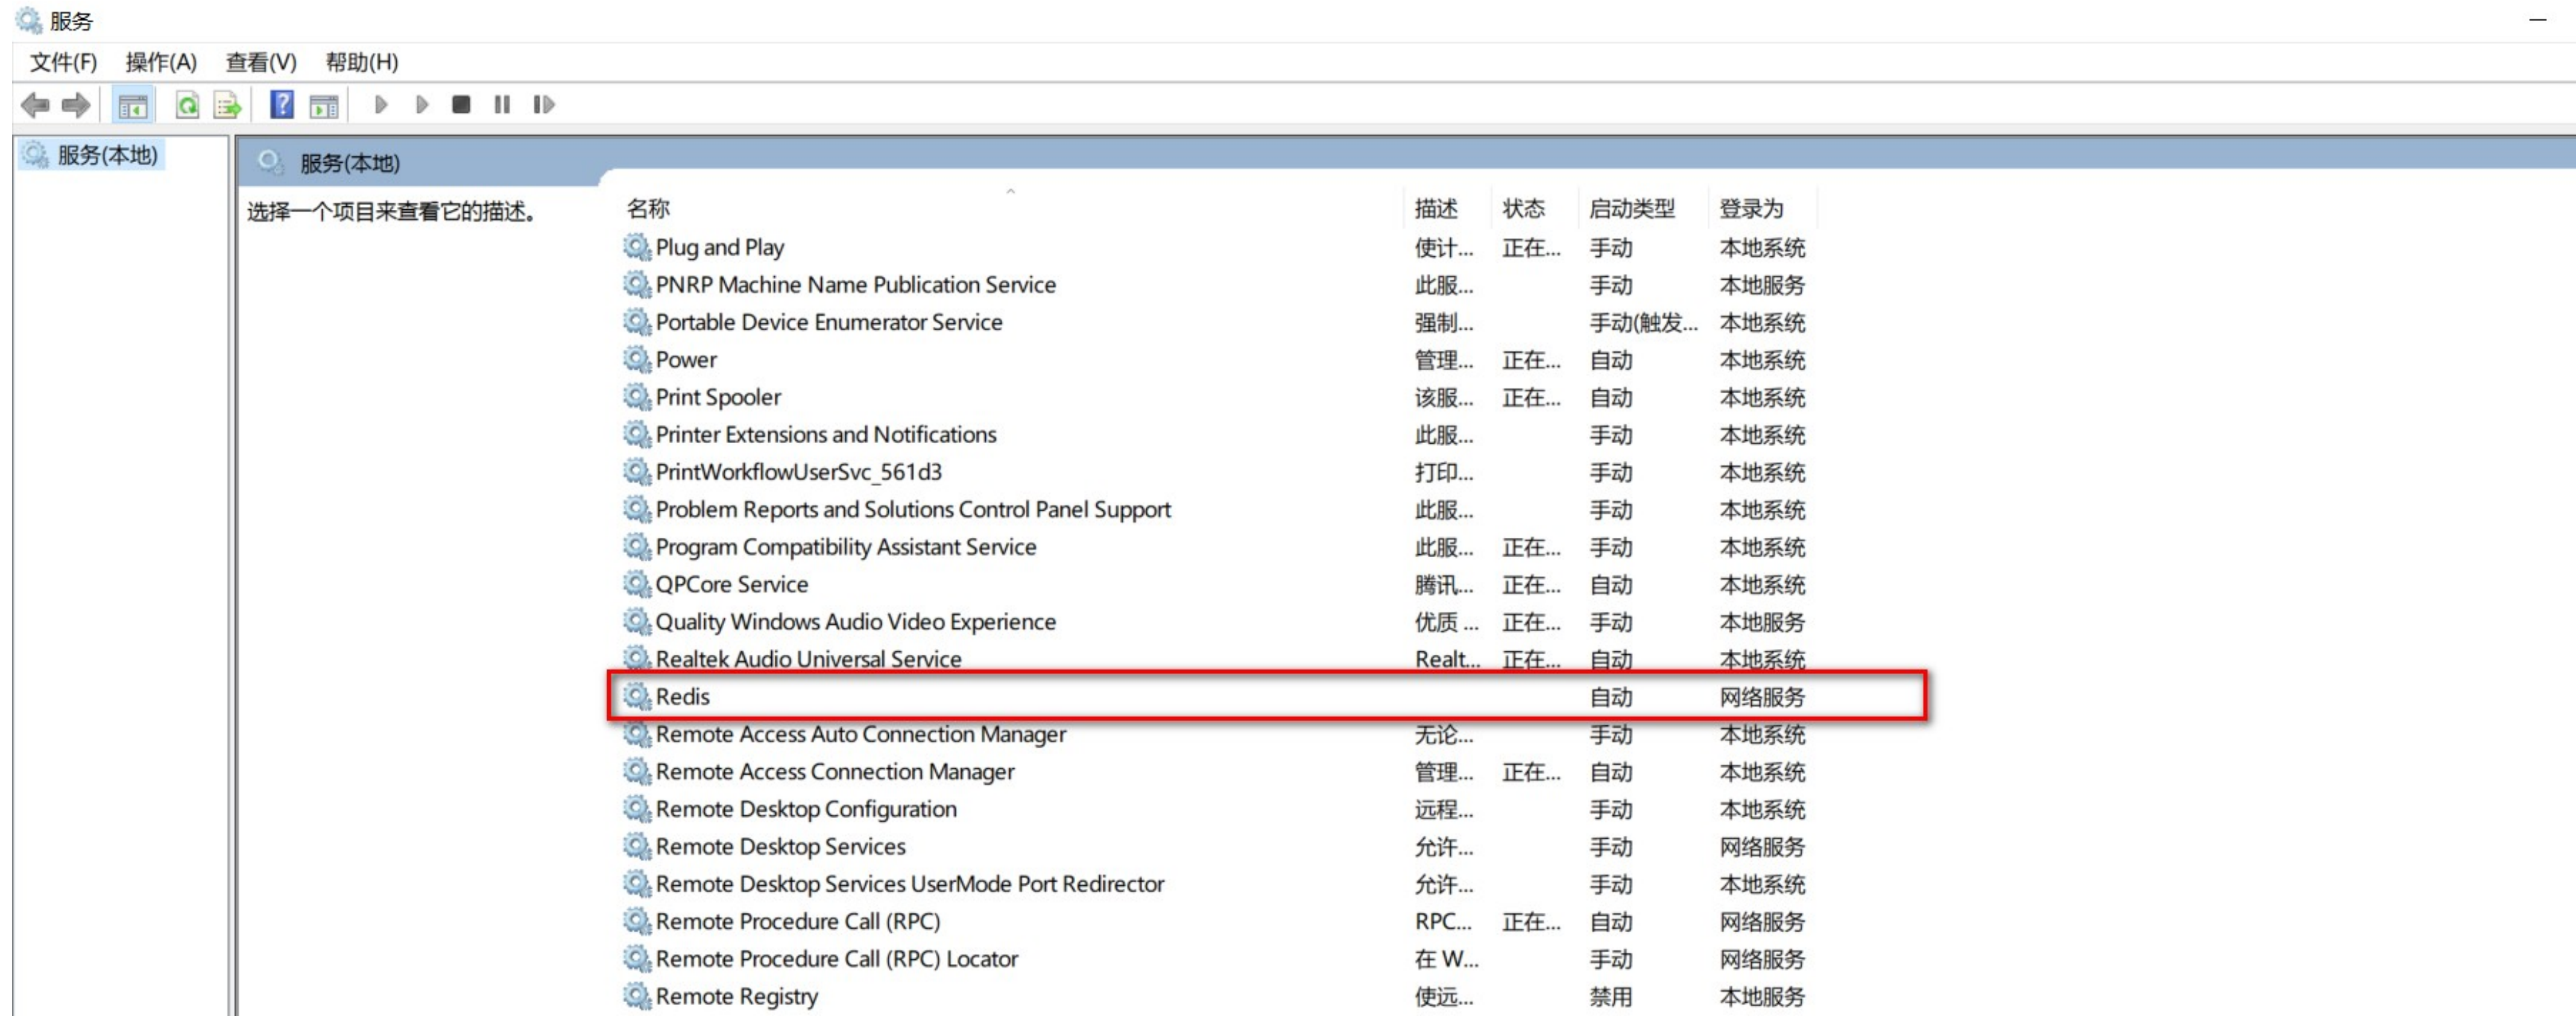 服务
文件(F) 操作(A) 查看(V) 帮助(H)
服务(本地)
服务(本地)
选择一个项目来查看它的描述。
名称 描述 状态 启动类型 登录为
Plug and Play 使计... 正在... 手动 本地系统
PNRP Machine Name Publication Service 此服... 手动 本地服务
Portable Device Enumerator Service 强制... 手动(触发... 本地系统
Power 管理... 正在... 自动 本地系统
Print Spooler 该服... 正在... 自动 本地系统
Printer Extensions and Notifications 此服... 手动 本地系统
PrintWorkflowUserSvc_561d3 打印... 手动 本地系统
Problem Reports and Solutions Control Panel Support 此服... 手动 本地系统
Program Compatibility Assistant Service 此服... 正在... 手动 本地系统
QPCore Service 腾讯... 正在... 自动 本地系统
Quality Windows Audio Video Experience 优质 ... 正在... 手动 本地服务
Realtek Audio Universal Service Realt... 正在... 自动 本地系统
Redis 自动 网络服务
Remote Access Auto Connection Manager 无论... 手动 本地系统
Remote Access Connection Manager 管理... 正在... 自动 本地系统
Remote Desktop Configuration 远程... 手动 本地系统
Remote Desktop Services 允许... 手动 网络服务
Remote Desktop Services UserMode Port Redirector 允许... 手动 本地系统
Remote Procedure Call (RPC) RPC... 正在... 自动 网络服务
Remote Procedure Call (RPC) Locator 在 W... 手动 网络服务
Remote Registry 使远... 禁用 本地服务